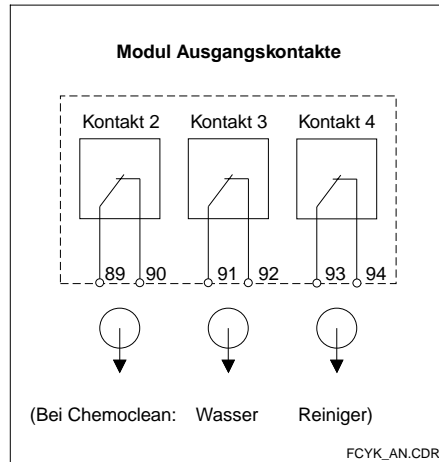 Modul Ausgangskontakte
Kontakt 2 Kontakt 3 Kontakt 4
89 90 91 92 93 94
(Bei Chemoclean: Wasser Reiniger)
FCYK_AN.CDR